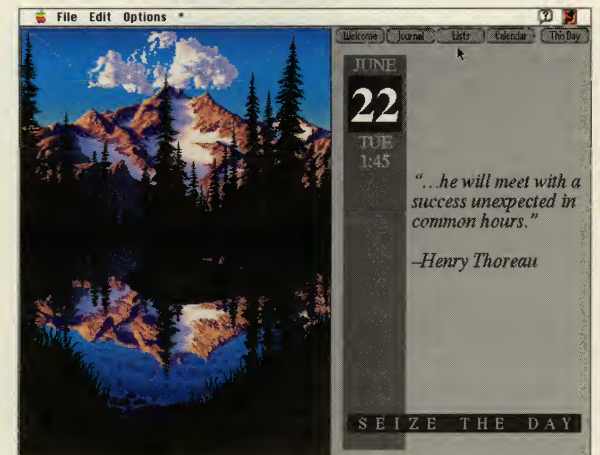 File Edit Options *
Welcome Journal Lists Calendar This Day
JUNE
22
TUE
1:45
"...he will meet with a
success unexpected in
common hours."
–Henry Thoreau
SEIZE THE DAY